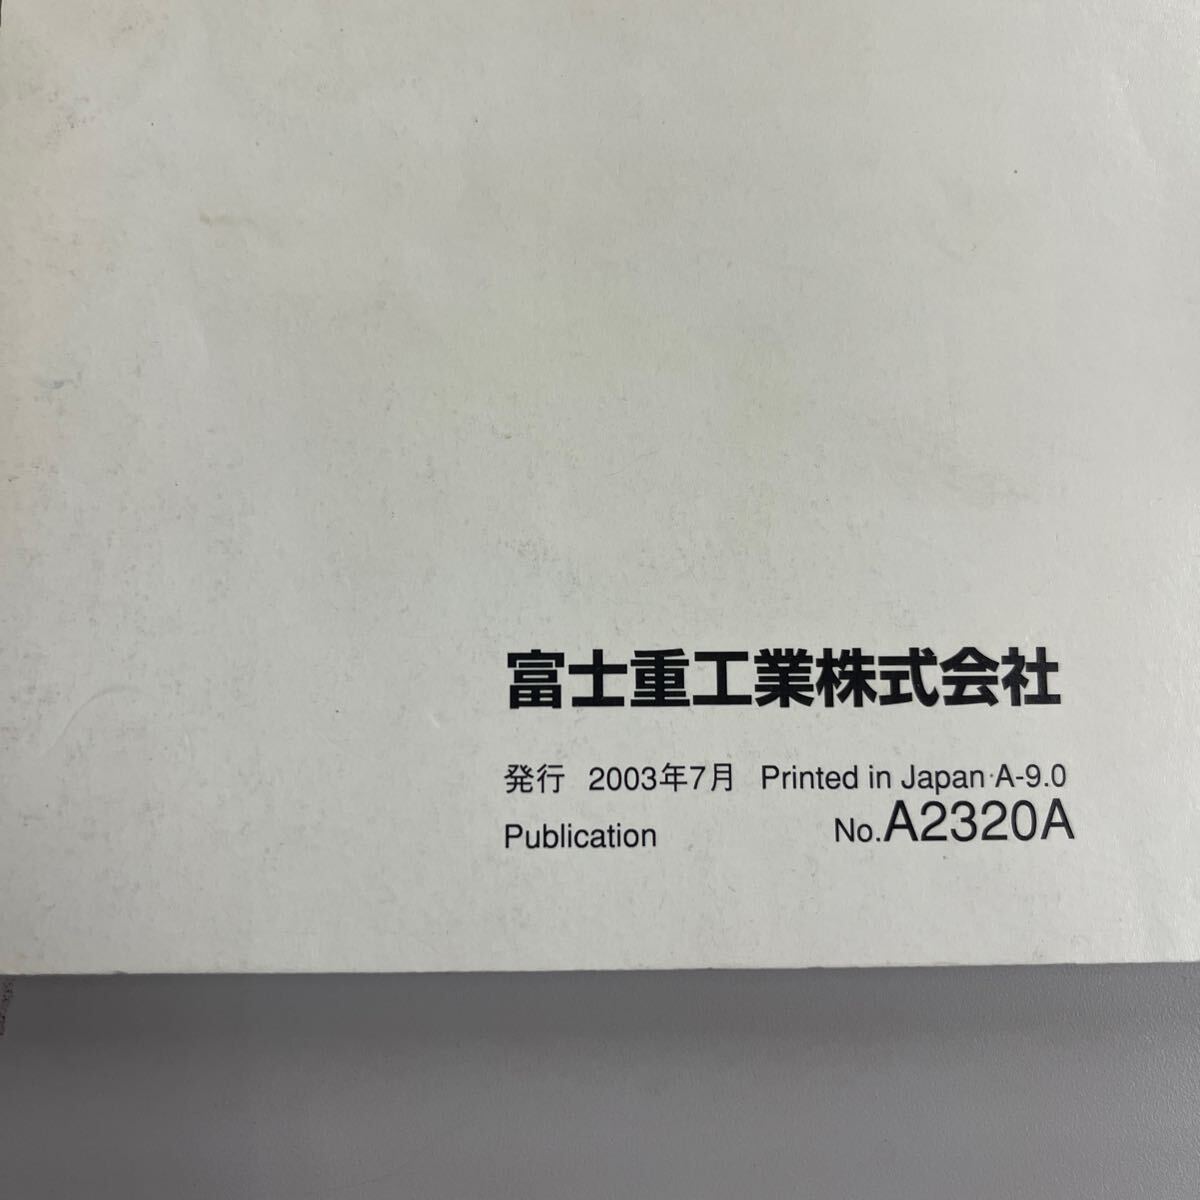 富士重工業株式会社
発行 2003年7月 Printed in Japan·A-9.0
Publication No.A2320A